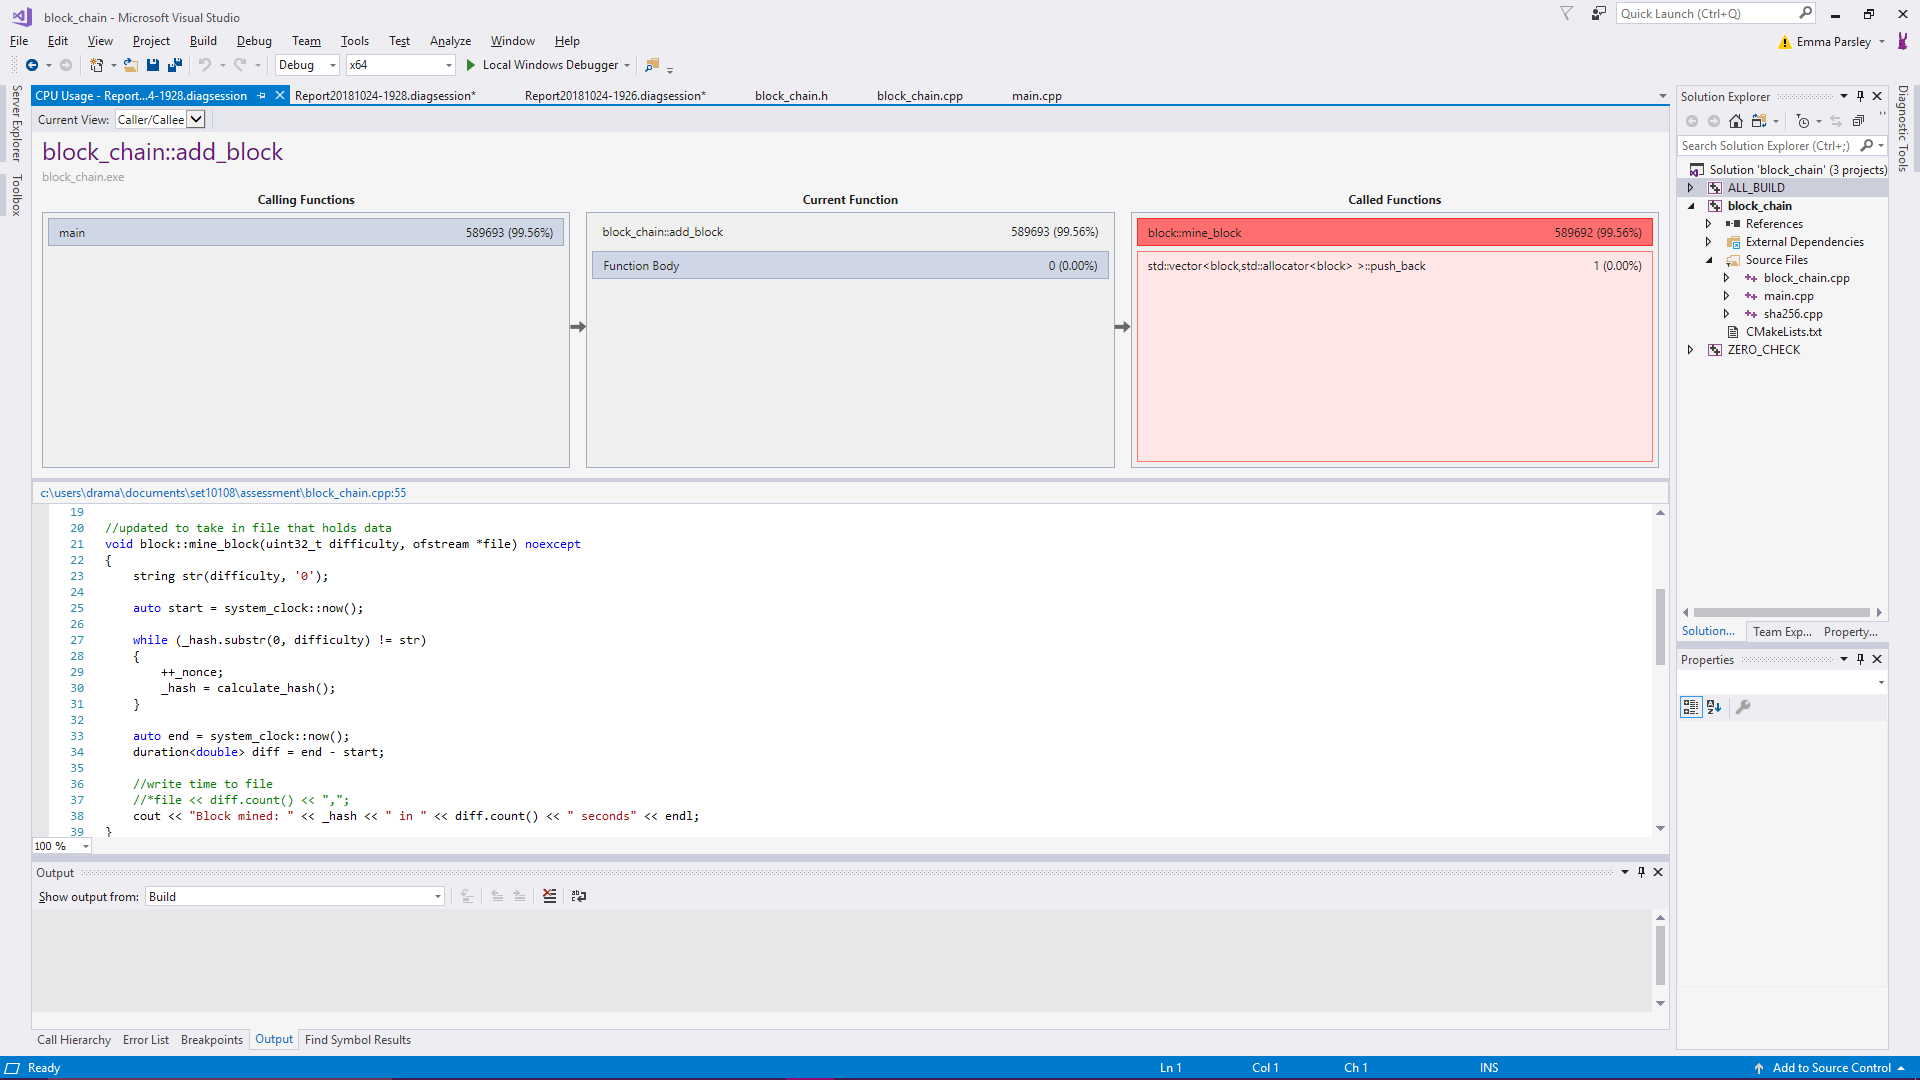 block_chain - Microsoft Visual Studio
Quick Launch (Ctrl+Q)
File Edit View Project Build Debug Team Tools Test Analyze Window Help
Emma Parsley
Debug x64 Local Windows Debugger
Server Explorer
Toolbox
CPU Usage - Report...4-1928.diagsession Report20181024-1928.diagsession* Report20181024-1926.diagsession* block_chain.h block_chain.cpp main.cpp
Current View: Caller/Callee
block_chain::add_block
block_chain.exe
Calling Functions Current Function Called Functions
main 589693 (99.56%)
block_chain::add_block 589693 (99.56%)
Function Body 0 (0.00%)
block::mine_block 589692 (99.56%)
std::vector<block,std::allocator<block> >::push_back 1 (0.00%)
c:\users\drama\documents\set10108\assessment\block_chain.cpp:55
19
20 //updated to take in file that holds data
21 void block::mine_block(uint32_t difficulty, ofstream *file) noexcept
22 {
23 string str(difficulty, '0');
24
25 auto start = system_clock::now();
26
27 while (_hash.substr(0, difficulty) != str)
28 {
29 ++_nonce;
30 _hash = calculate_hash();
31 }
32
33 auto end = system_clock::now();
34 duration<double> diff = end - start;
35
36 //write time to file
37 //*file << diff.count() << ",";
38 cout << "Block mined: " << _hash << " in " << diff.count() << " seconds" << endl;
39 }
100 %
Output
Show output from: Build
Call Hierarchy Error List Breakpoints Output Find Symbol Results
Solution Explorer
Search Solution Explorer (Ctrl+;)
Solution 'block_chain' (3 projects)
ALL_BUILD
block_chain
References
External Dependencies
Source Files
block_chain.cpp
main.cpp
sha256.cpp
CMakeLists.txt
ZERO_CHECK
Solution... Team Exp... Property...
Properties
Diagnostic Tools
Ready Ln 1 Col 1 Ch 1 INS Add to Source Control